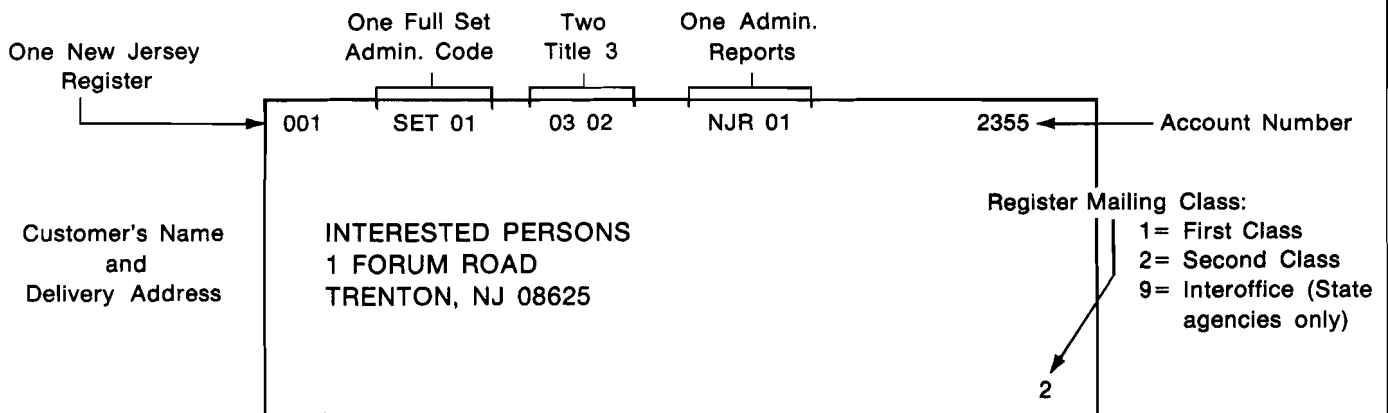 One New Jersey
Register
One Full Set
Admin. Code
Two
Title 3
One Admin.
Reports
001 SET 01 03 02 NJR 01 2355
Account Number
Customer's Name
and
Delivery Address
INTERESTED PERSONS
1 FORUM ROAD
TRENTON, NJ 08625
Register Mailing Class:
1= First Class
2= Second Class
9= Interoffice (State
agencies only)
2